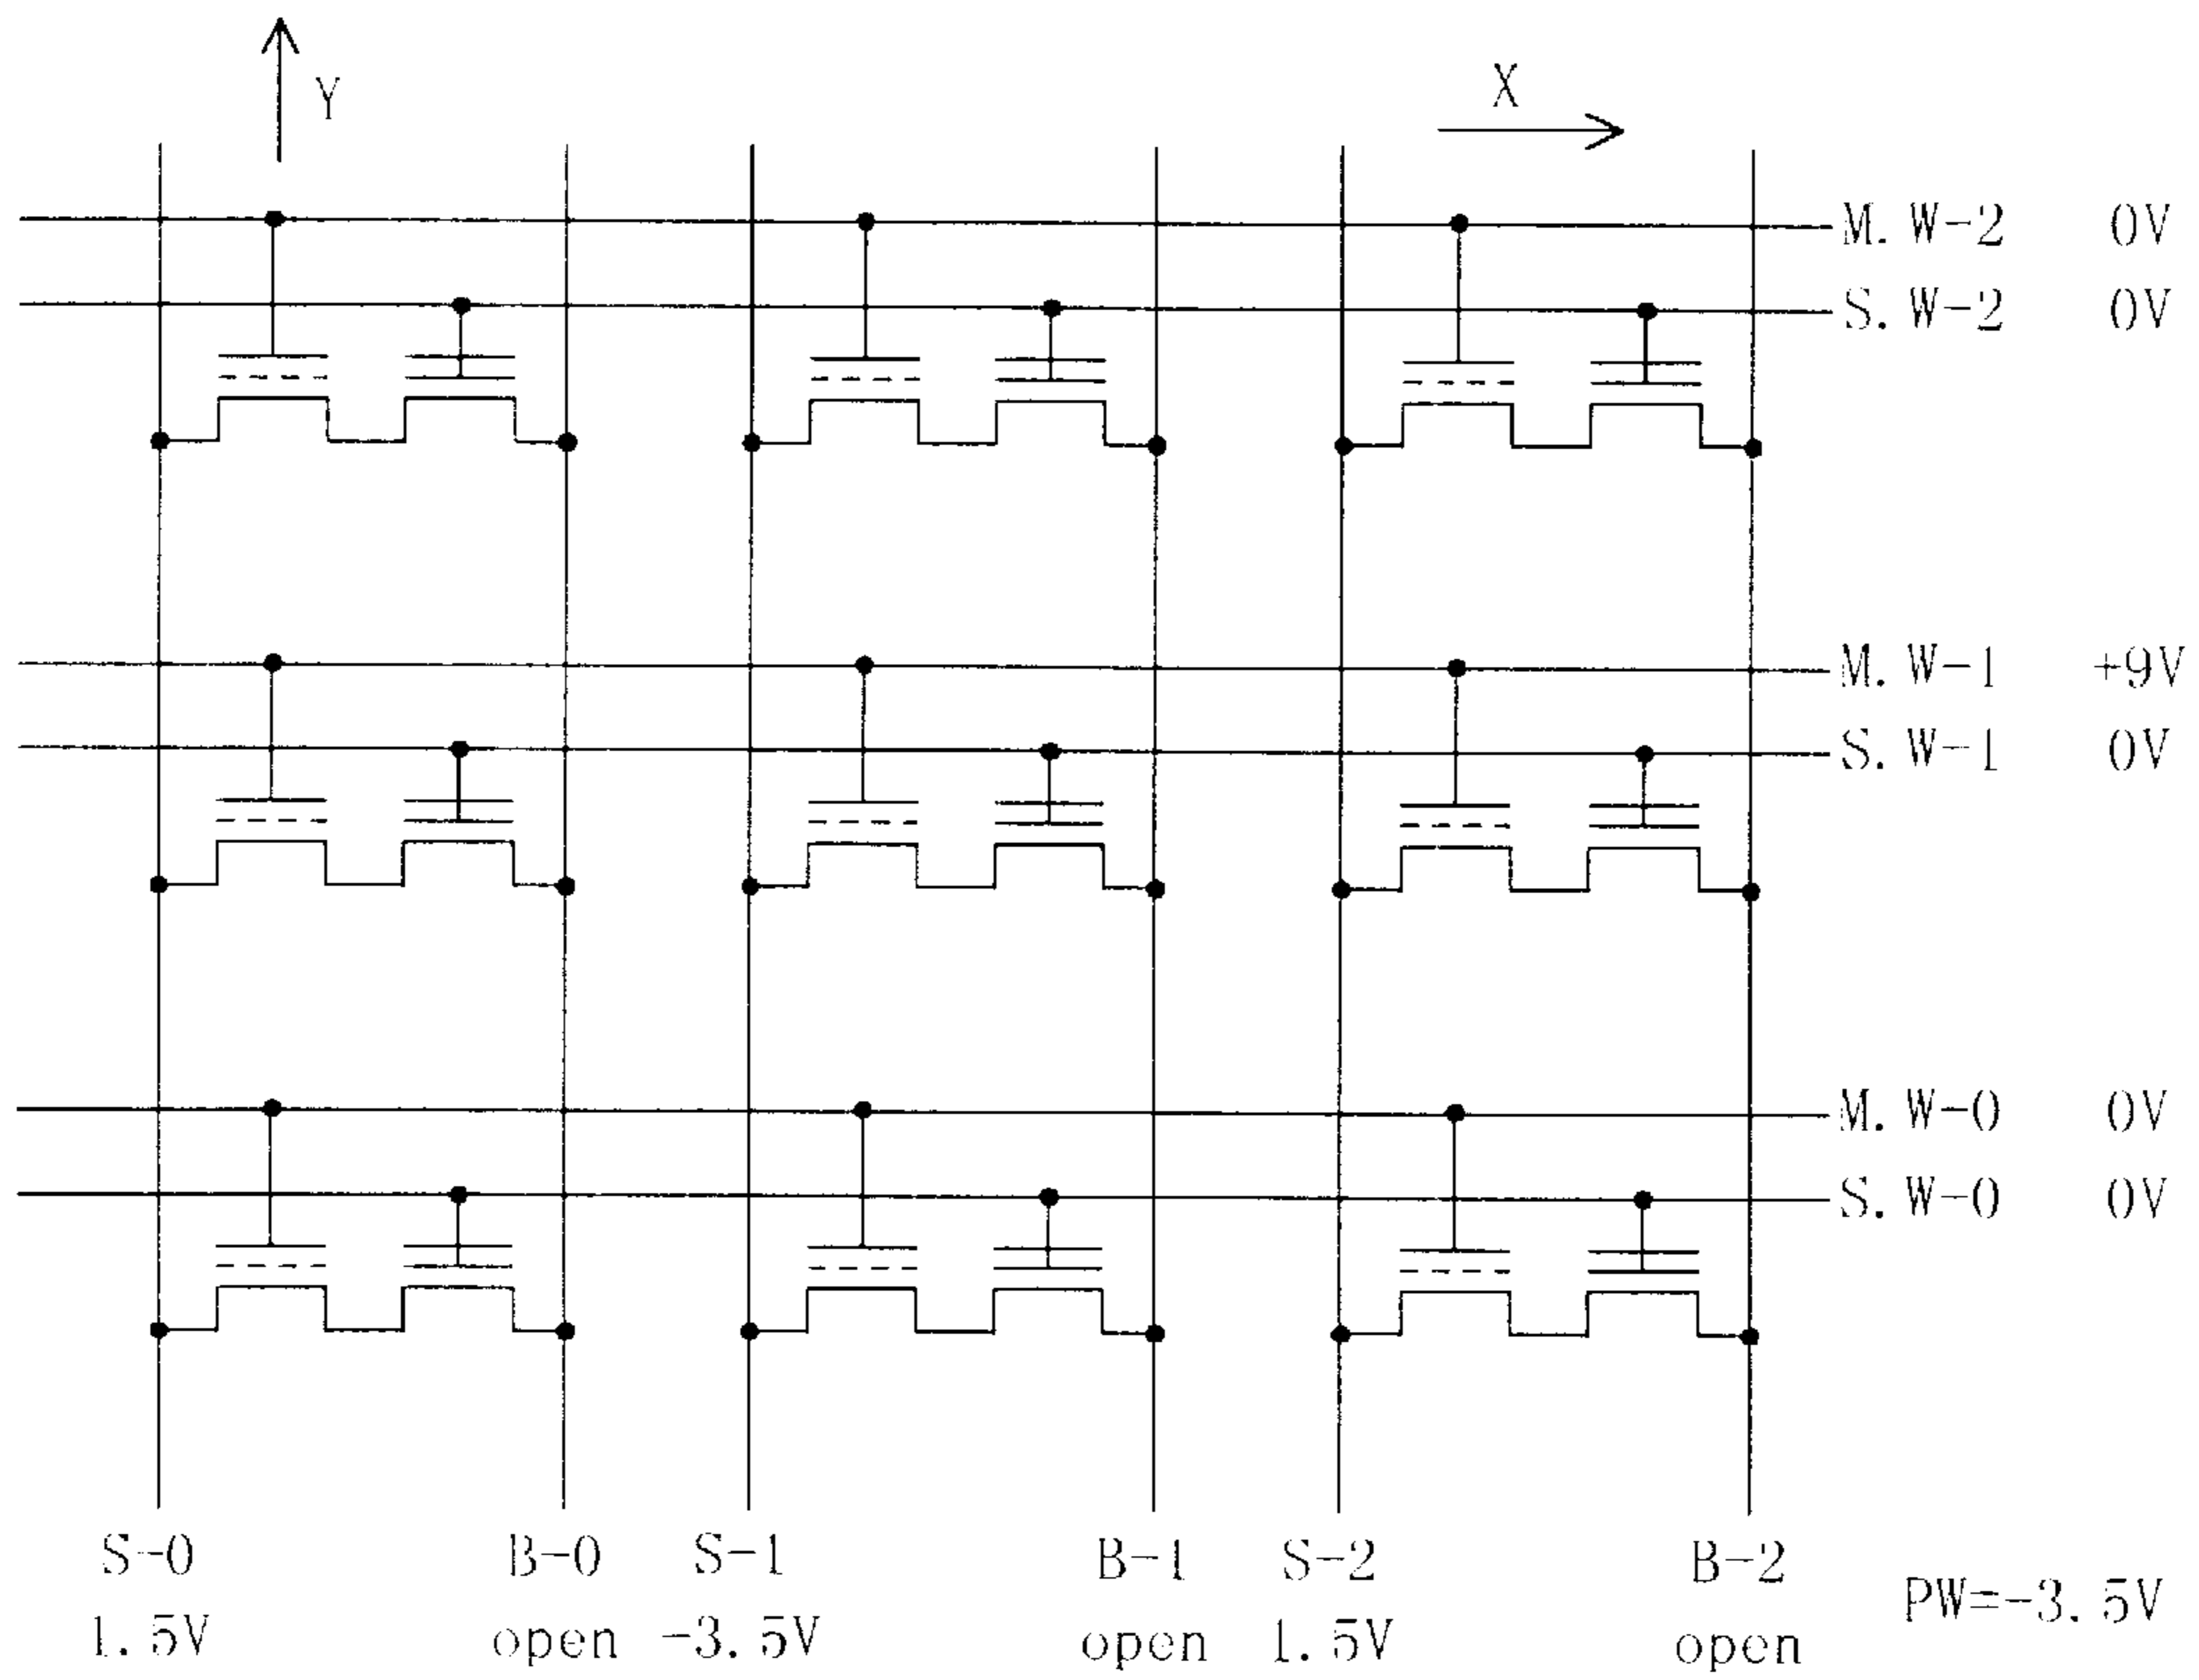 Y
X
M. W-2 0V
S. W-2 0V
M. W-1 +9V
S. W-1 0V
M. W-0 0V
S. W-0 0V
S-0 B-0 S-1 B-1 S-2 B-2
1. 5V open -3. 5V open 1. 5V open
PW=-3. 5V